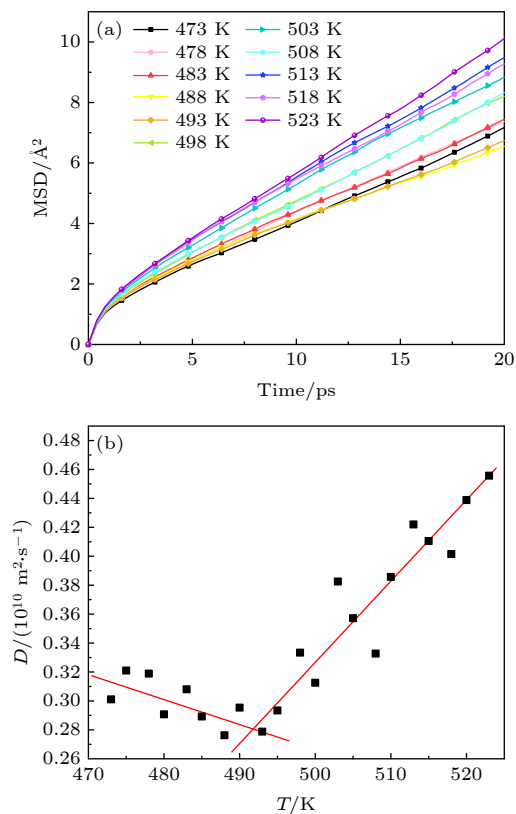 (a)
473 K
503 K
478 K
508 K
483 K
513 K
488 K
518 K
493 K
523 K
498 K
10
8
6
4
2
0
MSD/Å²
0 5 10 15 20
Time/ps
(b)
0.48
0.46
0.44
0.42
0.40
0.38
0.36
0.34
0.32
0.30
0.28
0.26
D/(10¹⁰ m²·s⁻¹)
470 480 490 500 510 520
T/K